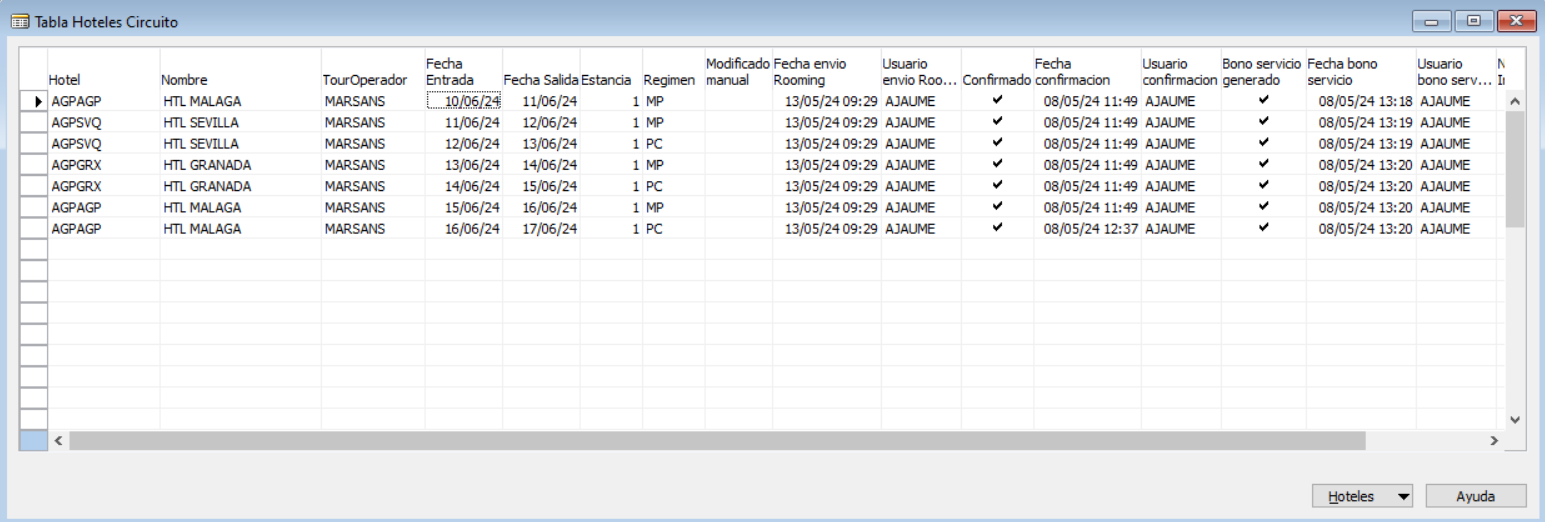 Tabla Hoteles Circuito
Hotel Nombre TourOperador Fecha Entrada Fecha Salida Estancia Regimen Modificado manual Fecha envio Rooming Usuario envio Roo... Confirmado Fecha confirmacion Usuario confirmacion Bono servicio generado Fecha bono servicio Usuario bono serv...
AGPAGP HTL MALAGA MARSANS 10/06/24 11/06/24 1 MP 13/05/24 09:29 AJAUME ✔ 08/05/24 11:49 AJAUME ✔ 08/05/24 13:18 AJAUME
AGPSVQ HTL SEVILLA MARSANS 11/06/24 12/06/24 1 MP 13/05/24 09:29 AJAUME ✔ 08/05/24 11:49 AJAUME ✔ 08/05/24 13:19 AJAUME
AGPSVQ HTL SEVILLA MARSANS 12/06/24 13/06/24 1 PC 13/05/24 09:29 AJAUME ✔ 08/05/24 11:49 AJAUME ✔ 08/05/24 13:19 AJAUME
AGPGRX HTL GRANADA MARSANS 13/06/24 14/06/24 1 MP 13/05/24 09:29 AJAUME ✔ 08/05/24 11:49 AJAUME ✔ 08/05/24 13:20 AJAUME
AGPGRX HTL GRANADA MARSANS 14/06/24 15/06/24 1 PC 13/05/24 09:29 AJAUME ✔ 08/05/24 11:49 AJAUME ✔ 08/05/24 13:20 AJAUME
AGPAGP HTL MALAGA MARSANS 15/06/24 16/06/24 1 MP 13/05/24 09:29 AJAUME ✔ 08/05/24 11:49 AJAUME ✔ 08/05/24 13:20 AJAUME
AGPAGP HTL MALAGA MARSANS 16/06/24 17/06/24 1 PC 13/05/24 09:29 AJAUME ✔ 08/05/24 12:37 AJAUME ✔ 08/05/24 13:20 AJAUME
Hoteles Ayuda